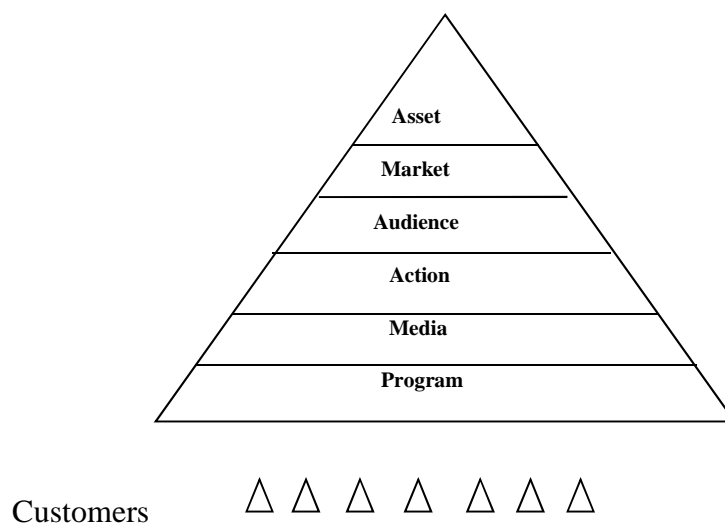 Asset
Market
Audience
Action
Media
Program
Customers